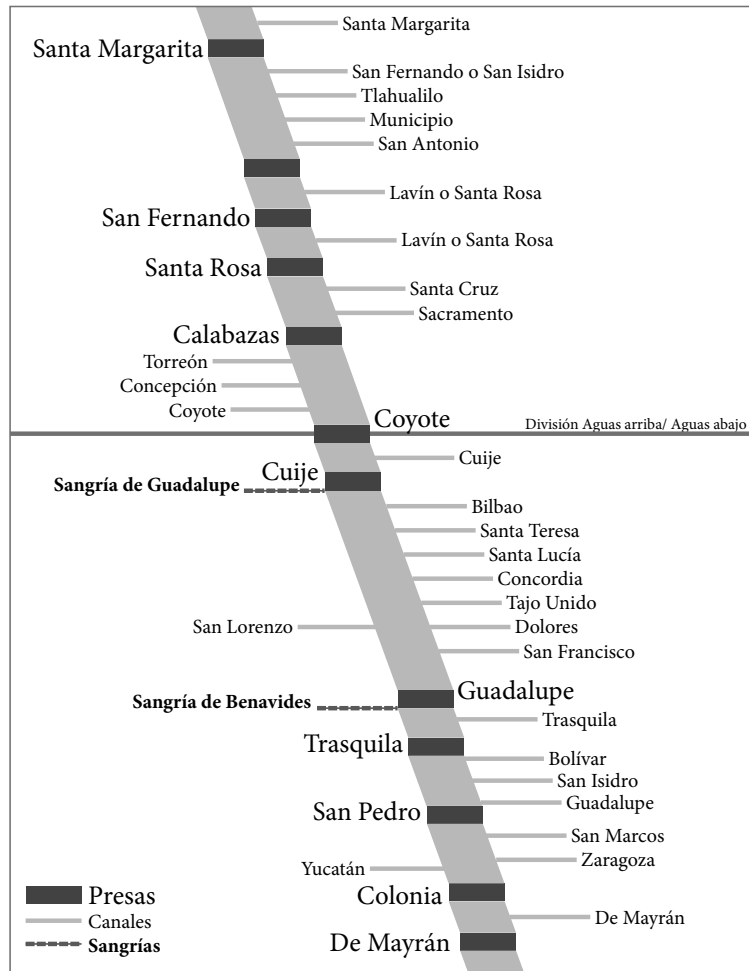 Santa Margarita
Santa Margarita
San Fernando o San Isidro
Tlahualilo
Municipio
San Antonio
Lavín o Santa Rosa
San Fernando
Lavín o Santa Rosa
Santa Rosa
Santa Cruz
Sacramento
Calabazas
Torreón
Concepción
Coyote
Coyote
División Aguas arriba/ Aguas abajo
Cuije
Cuije
Sangría de Guadalupe
Bilbao
Santa Teresa
Santa Lucía
Concordia
Tajo Unido
San Lorenzo
Dolores
San Francisco
Guadalupe
Sangría de Benavides
Trasquila
Trasquila
Bolívar
San Isidro
Guadalupe
San Pedro
San Marcos
Zaragoza
Yucatán
Colonia
De Mayrán
De Mayrán
Presas
Canales
Sangrías